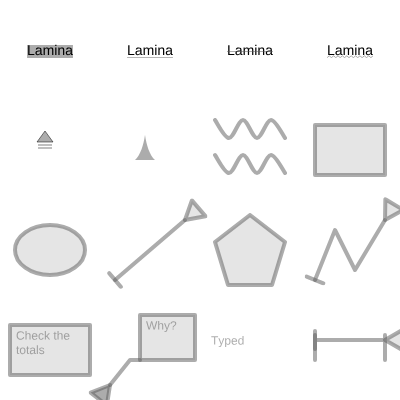 Lamina
Lamina
Lamina
Lamina
Check the
totals
Why?
Typed